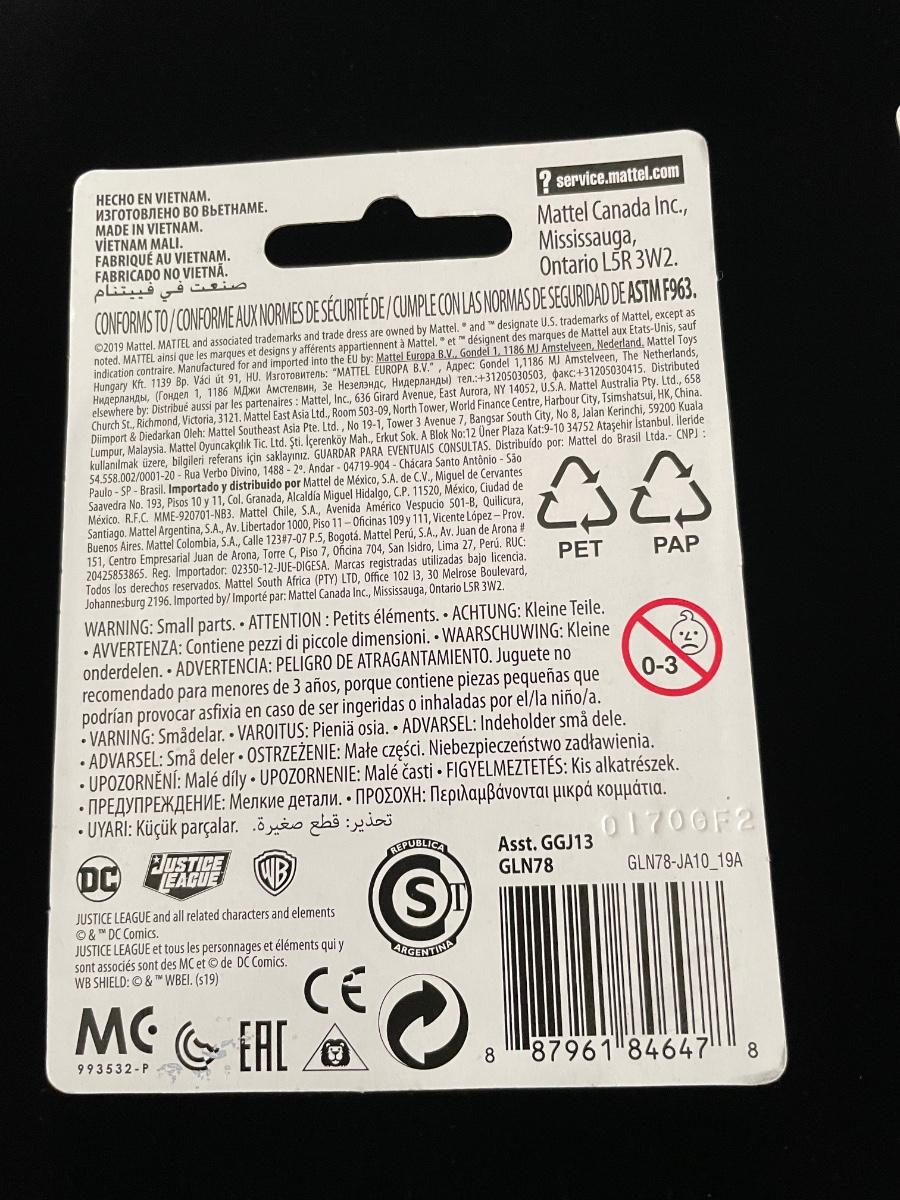 HECHO EN VIETNAM.
ИЗГОТОВЛЕНО ВО ВЬЕТНАМЕ.
MADE IN VIETNAM.
VİETNAM MALI.
FABRIQUÉ AU VIETNAM.
FABRICADO NO VIETNÃ.
صنعت في فييتنام
? service.mattel.com
Mattel Canada Inc.,
Mississauga,
Ontario L5R 3W2.
CONFORMS TO / CONFORME AUX NORMES DE SÉCURITÉ DE / CUMPLE CON LAS NORMAS DE SEGURIDAD DE ASTM F963.
©2019 Mattel. MATTEL and associated trademarks and trade dress are owned by Mattel. ® and ™ designate U.S. trademarks of Mattel, except as
noted. MATTEL ainsi que les marques et designs y afférents appartiennent à Mattel. ® et ™ désignent des marques de Mattel aux États-Unis, sauf
indication contraire. Manufactured for and imported into the EU by: Mattel Europa B.V., Gondel 1, 1186 MJ Amstelveen, Nederland. Mattel Toys
Hungary Kft. 1139 Bp. Váci út 91, HU. Изготовитель: "MATTEL EUROPA B.V.", Адрес: Gondel 1,1186 MJ Amstelveen, The Netherlands,
Нидерланды, (Гондел 1, 1186 МДжи Амстелвин, Зе Незелэндс, Нидерланды) тел.:+31205030503, факс:+31205030415. Distributed
elsewhere by: Distribué aussi par les partenaires : Mattel, Inc., 636 Girard Avenue, East Aurora, NY 14052, U.S.A. Mattel Australia Pty. Ltd., 658
Church St., Richmond, Victoria, 3121. Mattel East Asia Ltd., Room 503-09, North Tower, World Finance Centre, Harbour City, Tsimshatsui, HK, China.
Diimport & Diedarkan Oleh: Mattel Southeast Asia Pte. Ltd., No 19-1, Tower 3 Avenue 7, Bangsar South City, No 8, Jalan Kerinchi, 59200 Kuala
Lumpur, Malaysia. Mattel Oyuncakçılık Tic. Ltd. Şti. İçerenköy Mah., Erkut Sok. A Blok No:12 Üner Plaza Kat:9-10 34752 Ataşehir İstanbul. İleride
kullanılmak üzere, bilgileri referans için saklayınız. GUARDAR PARA EVENTUAIS CONSULTAS. Distribuído por: Mattel do Brasil Ltda.- CNPJ :
54.558.002/0001-20 - Rua Verbo Divino, 1488 - 2º. Andar - 04719-904 - Chácara Santo Antônio - São
Paulo - SP - Brasil. Importado y distribuido por Mattel de México, S.A. de C.V., Miguel de Cervantes
Saavedra No. 193, Pisos 10 y 11, Col. Granada, Alcaldía Miguel Hidalgo, C.P. 11520, México, Ciudad de
México. R.F.C. MME-920701-NB3. Mattel Chile, S.A., Avenida Américo Vespucio 501-B, Quilicura,
Santiago. Mattel Argentina, S.A., Av. Libertador 1000, Piso 11 – Oficinas 109 y 111, Vicente López – Prov.
Buenos Aires. Mattel Colombia, S.A., Calle 123#7-07 P.5, Bogotá. Mattel Perú, S.A., Av. Juan de Arona #
151, Centro Empresarial Juan de Arona, Torre C, Piso 7, Oficina 704, San Isidro, Lima 27, Perú. RUC:
20425853865. Reg. Importador: 02350-12-JUE-DIGESA. Marcas registradas utilizadas bajo licencia.
Todos los derechos reservados. Mattel South Africa (PTY) LTD, Office 102 I3, 30 Melrose Boulevard,
Johannesburg 2196. Imported by/ Importé par: Mattel Canada Inc., Mississauga, Ontario L5R 3W2.
PET PAP
WARNING: Small parts. • ATTENTION : Petits éléments. • ACHTUNG: Kleine Teile.
• AVVERTENZA: Contiene pezzi di piccole dimensioni. • WAARSCHUWING: Kleine
onderdelen. • ADVERTENCIA: PELIGRO DE ATRAGANTAMIENTO. Juguete no
recomendado para menores de 3 años, porque contiene piezas pequeñas que
podrían provocar asfixia en caso de ser ingeridas o inhaladas por el/la niño/a.
• VARNING: Smådelar. • VAROITUS: Pieniä osia. • ADVARSEL: Indeholder små dele.
• ADVARSEL: Små deler • OSTRZEŻENIE: Małe części. Niebezpieczeństwo zadławienia.
• UPOZORNĚNÍ: Malé díly • UPOZORNENIE: Malé časti • FIGYELMEZTETÉS: Kis alkatrészek.
• ПРЕДУПРЕЖДЕНИЕ: Мелкие детали. • ΠΡΟΣΟΧΗ: Περιλαμβάνονται μικρά κομμάτια.
• UYARI: Küçük parçalar. تحذير: قطع صغيرة.
0-3
0170GF2
Asst. GGJ13
GLN78 GLN78-JA10_19A
DC JUSTICE LEAGUE WB
REPUBLICA
S T
ARGENTINA
JUSTICE LEAGUE and all related characters and elements
© & ™ DC Comics.
JUSTICE LEAGUE et tous les personnages et éléments qui y
sont associés sont des MC et © de DC Comics.
WB SHIELD: © & ™ WBEI. (s19)
CE
MC
993532-P
EAC
8 87961 84647 8